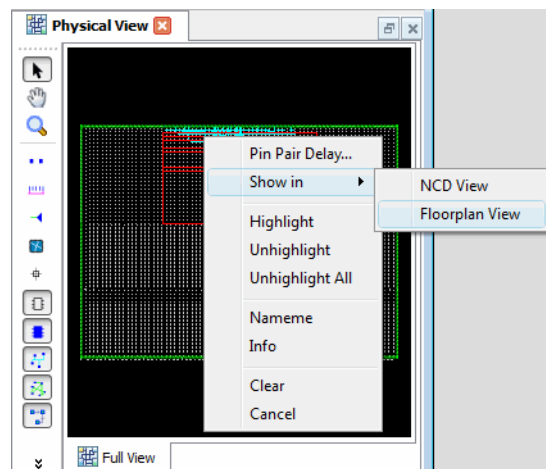 Physical View
Pin Pair Delay...
Show in
NCD View
Floorplan View
Highlight
Unhighlight
Unhighlight All
Nameme
Info
Clear
Cancel
Full View